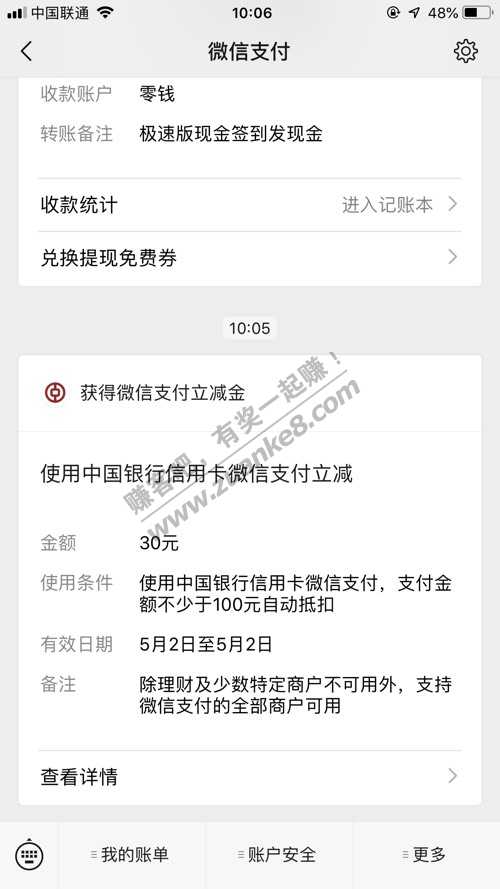 中国联通
10:06
48%
微信支付
收款账户 零钱
转账备注 极速版现金签到发现金
收款统计 进入记账本
兑换提现免费券
10:05
获得微信支付立减金
赚客吧，有奖一起赚！
www.zuanke8.com
使用中国银行信用卡微信支付立减
金额 30元
使用条件 使用中国银行信用卡微信支付，支付金
额不少于100元自动抵扣
有效日期 5月2日至5月2日
备注 除理财及少数特定商户不可用外，支持
微信支付的全部商户可用
查看详情
我的账单
账户安全
更多